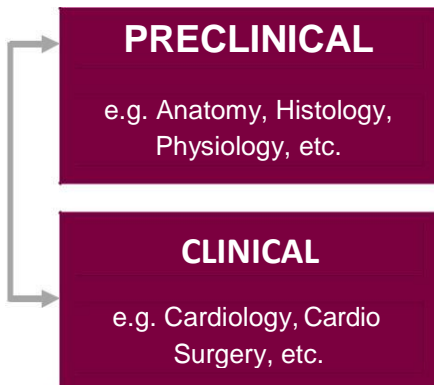 PRECLINICAL
e.g. Anatomy, Histology,
Physiology, etc.
CLINICAL
e.g. Cardiology, Cardio
Surgery, etc.